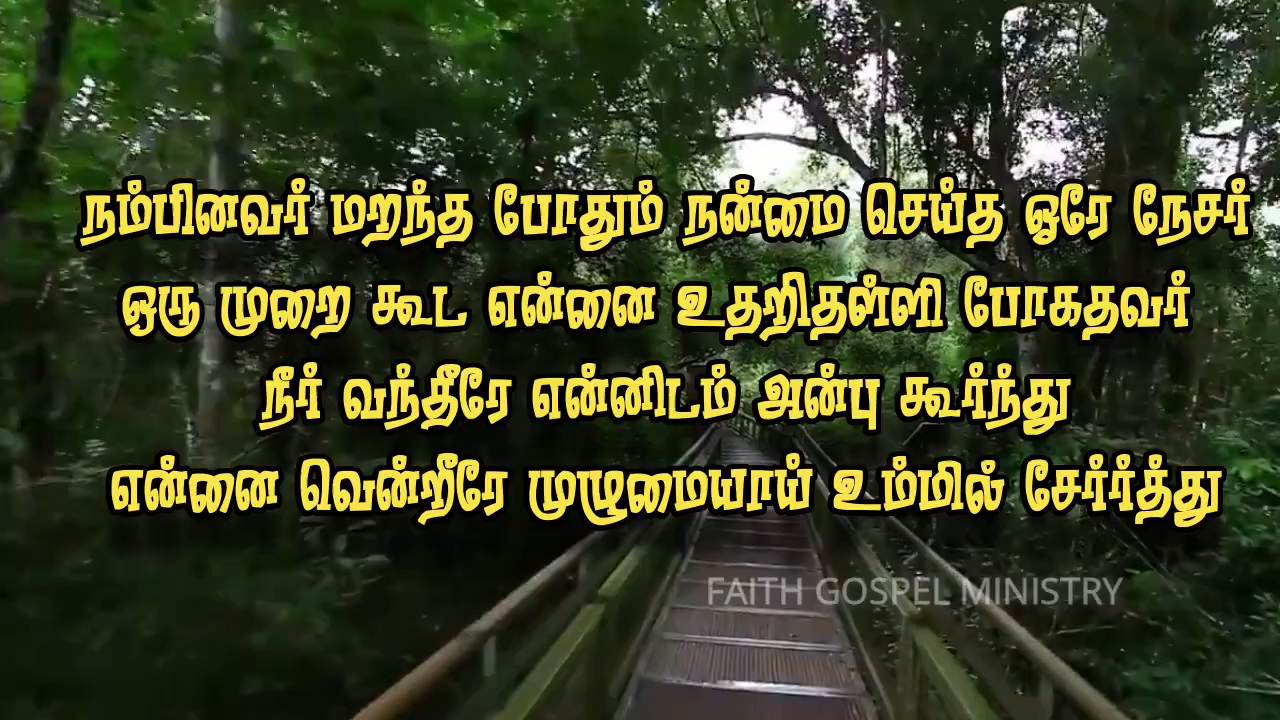 நம்பினவர் மறந்த போதும் நன்மை செய்த ஒரே நேசர்
ஒரு முறை கூட என்னை உதறிதள்ளி போகதவர்
நீர் வந்தீரே என்னிடம் அன்பு கூர்ந்து
என்னை வென்றீரே முழுமையாய் உம்மில் சேர்ர்த்து
FAITH GOSPEL MINISTRY